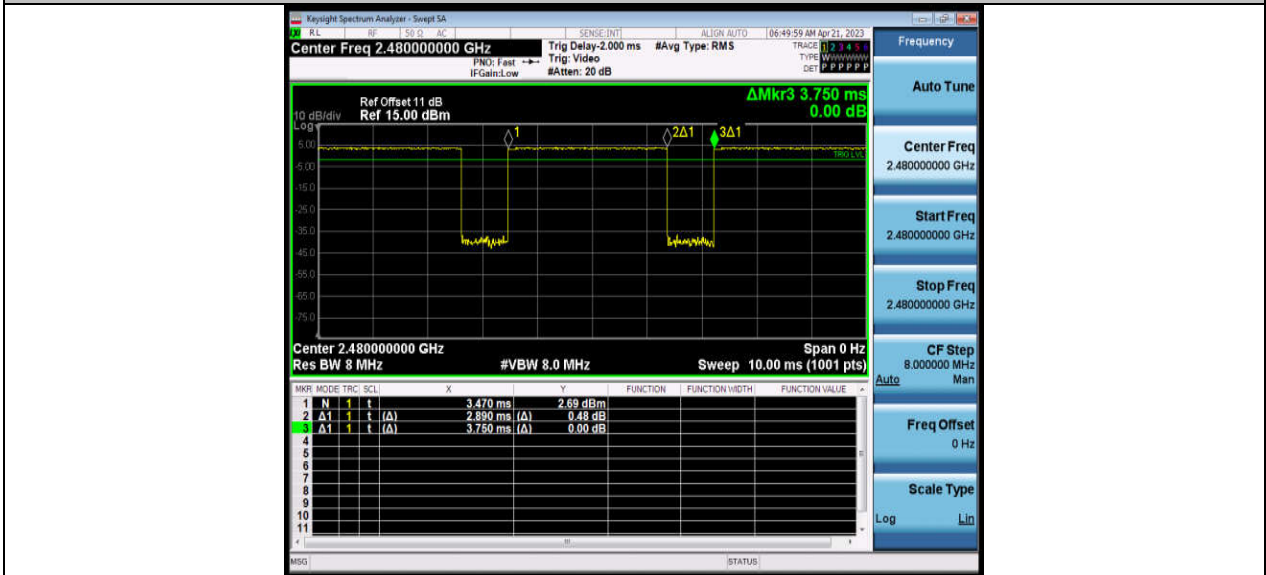 Keysight Spectrum Analyzer - Swept SA
RL RF 50 Ω AC SENSE:INT ALIGN AUTO 06:49:59 AM Apr 21, 2023
Center Freq 2.480000000 GHz
Trig Delay-2.000 ms #Avg Type: RMS
TRACE 1 2 3 4 5 6
PNO: Fast Trig: Video
TYPE WWWWWW
IFGain:Low #Atten: 20 dB
DET P P P P P P
ΔMkr3 3.750 ms
0.00 dB
Ref Offset 11 dB
10 dB/div Ref 15.00 dBm
Log
1
2Δ1
3Δ1
TRIG LVL
5.00
-5.00
-15.0
-25.0
-35.0
-45.0
-55.0
-65.0
-75.0
Center 2.480000000 GHz Span 0 Hz
Res BW 8 MHz #VBW 8.0 MHz Sweep 10.00 ms (1001 pts)
MKR MODE TRC SCL X Y FUNCTION FUNCTION WIDTH FUNCTION VALUE
1 N 1 t 3.470 ms 2.69 dBm
2 Δ1 1 t (Δ) 2.890 ms (Δ) 0.48 dB
3 Δ1 1 t (Δ) 3.750 ms (Δ) 0.00 dB
4
5
6
7
8
9
10
11
MSG STATUS
Frequency
Auto Tune
Center Freq
2.480000000 GHz
Start Freq
2.480000000 GHz
Stop Freq
2.480000000 GHz
CF Step
8.000000 MHz
Auto Man
Freq Offset
0 Hz
Scale Type
Log Lin